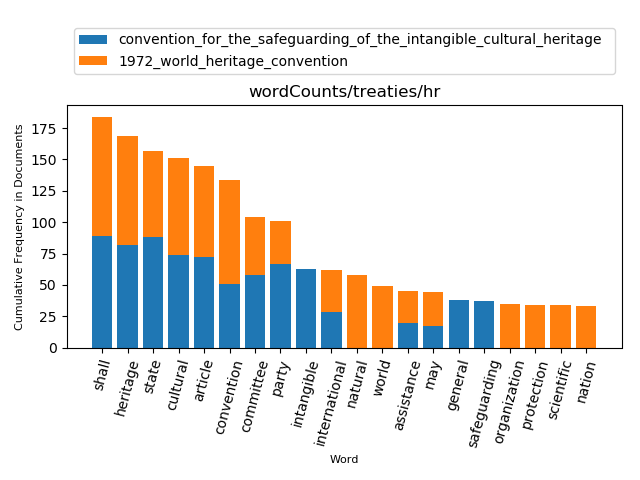 convention_for_the_safeguarding_of_the_intangible_cultural_heritage
1972_world_heritage_convention
wordCounts/treaties/hr
Cumulative Frequency in Documents
175
150
125
100
75
50
25
0
shall
heritage
state
cultural
article
convention
committee
party
intangible
international
natural
world
assistance
may
general
safeguarding
organization
protection
scientific
nation
Word